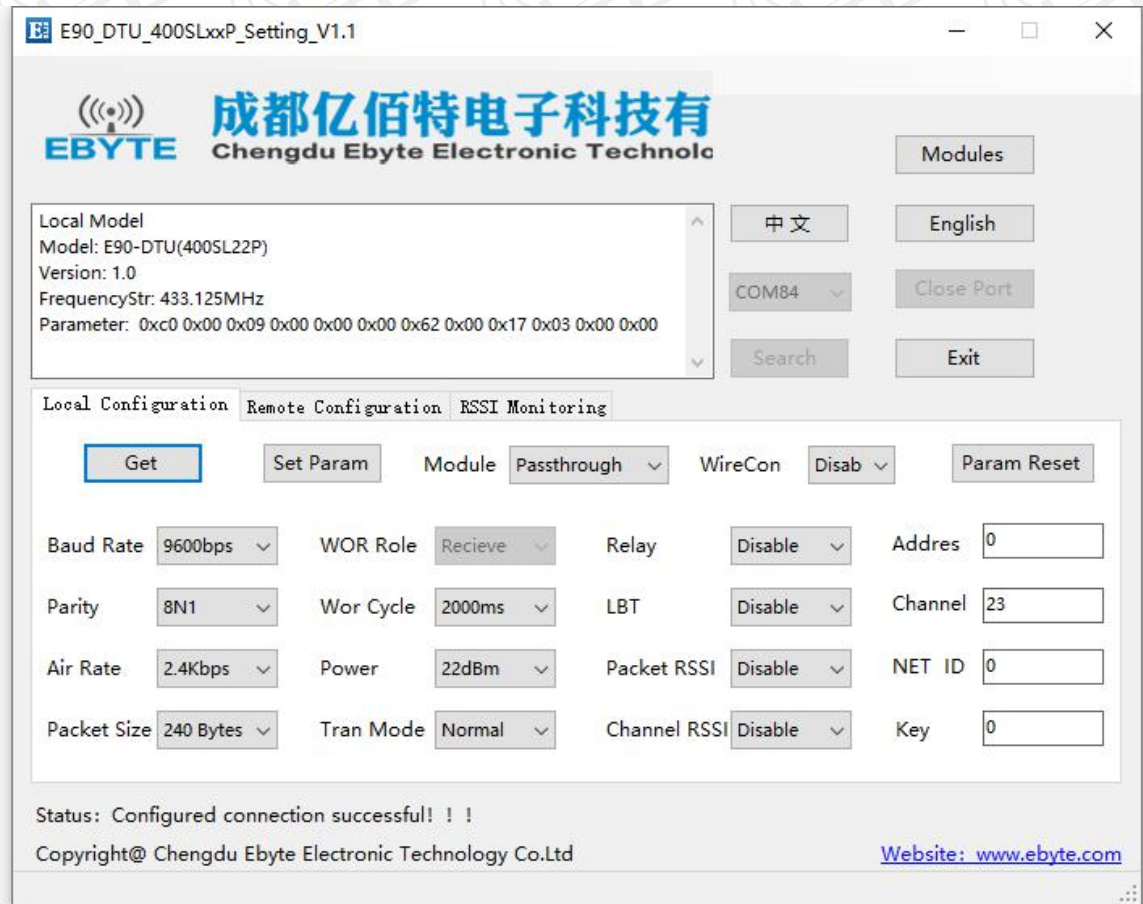 E90_DTU_400SLxxP_Setting_V1.1
成都亿佰特电子科技有
EBYTE Chengdu Ebyte Electronic Technolo
Modules
Local Model
Model: E90-DTU(400SL22P)
Version: 1.0
FrequencyStr: 433.125MHz
Parameter: 0xc0 0x00 0x09 0x00 0x00 0x00 0x62 0x00 0x17 0x03 0x00 0x00
中文 English
COM84 Close Port
Search Exit
Local Configuration Remote Configuration RSSI Monitoring
Get Set Param Module Passthrough WireCon Disab Param Reset
Baud Rate 9600bps WOR Role Recieve Relay Disable Addres 0
Parity 8N1 Wor Cycle 2000ms LBT Disable Channel 23
Air Rate 2.4Kbps Power 22dBm Packet RSSI Disable NET ID 0
Packet Size 240 Bytes Tran Mode Normal Channel RSSI Disable Key 0
Status: Configured connection successful! ! !
Copyright@ Chengdu Ebyte Electronic Technology Co.Ltd Website: www.ebyte.com